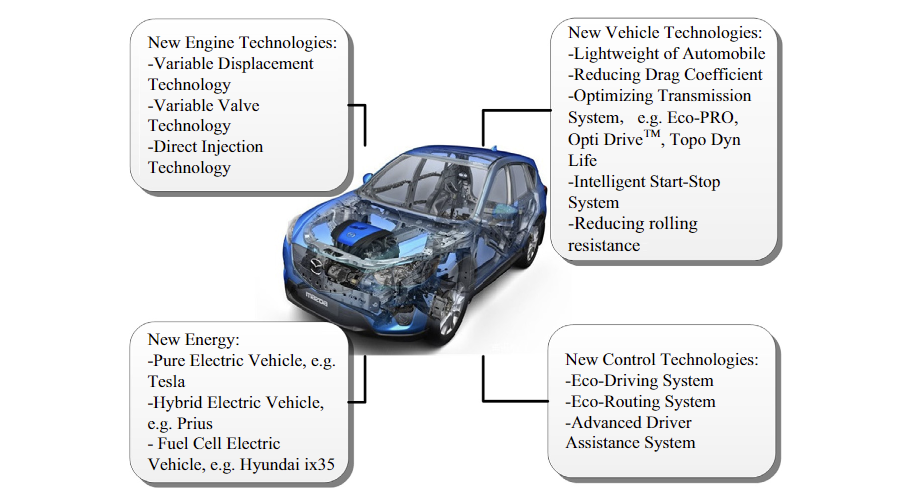 New Engine Technologies:
-Variable Displacement
Technology
-Variable Valve
Technology
-Direct Injection
Technology
New Vehicle Technologies:
-Lightweight of Automobile
-Reducing Drag Coefficient
-Optimizing Transmission
System, e.g. Eco-PRO,
Opti Drive™, Topo Dyn
Life
-Intelligent Start-Stop
System
-Reducing rolling
resistance
mazda
New Energy:
-Pure Electric Vehicle, e.g.
Tesla
-Hybrid Electric Vehicle,
e.g. Prius
- Fuel Cell Electric
Vehicle, e.g. Hyundai ix35
New Control Technologies:
-Eco-Driving System
-Eco-Routing System
-Advanced Driver
Assistance System